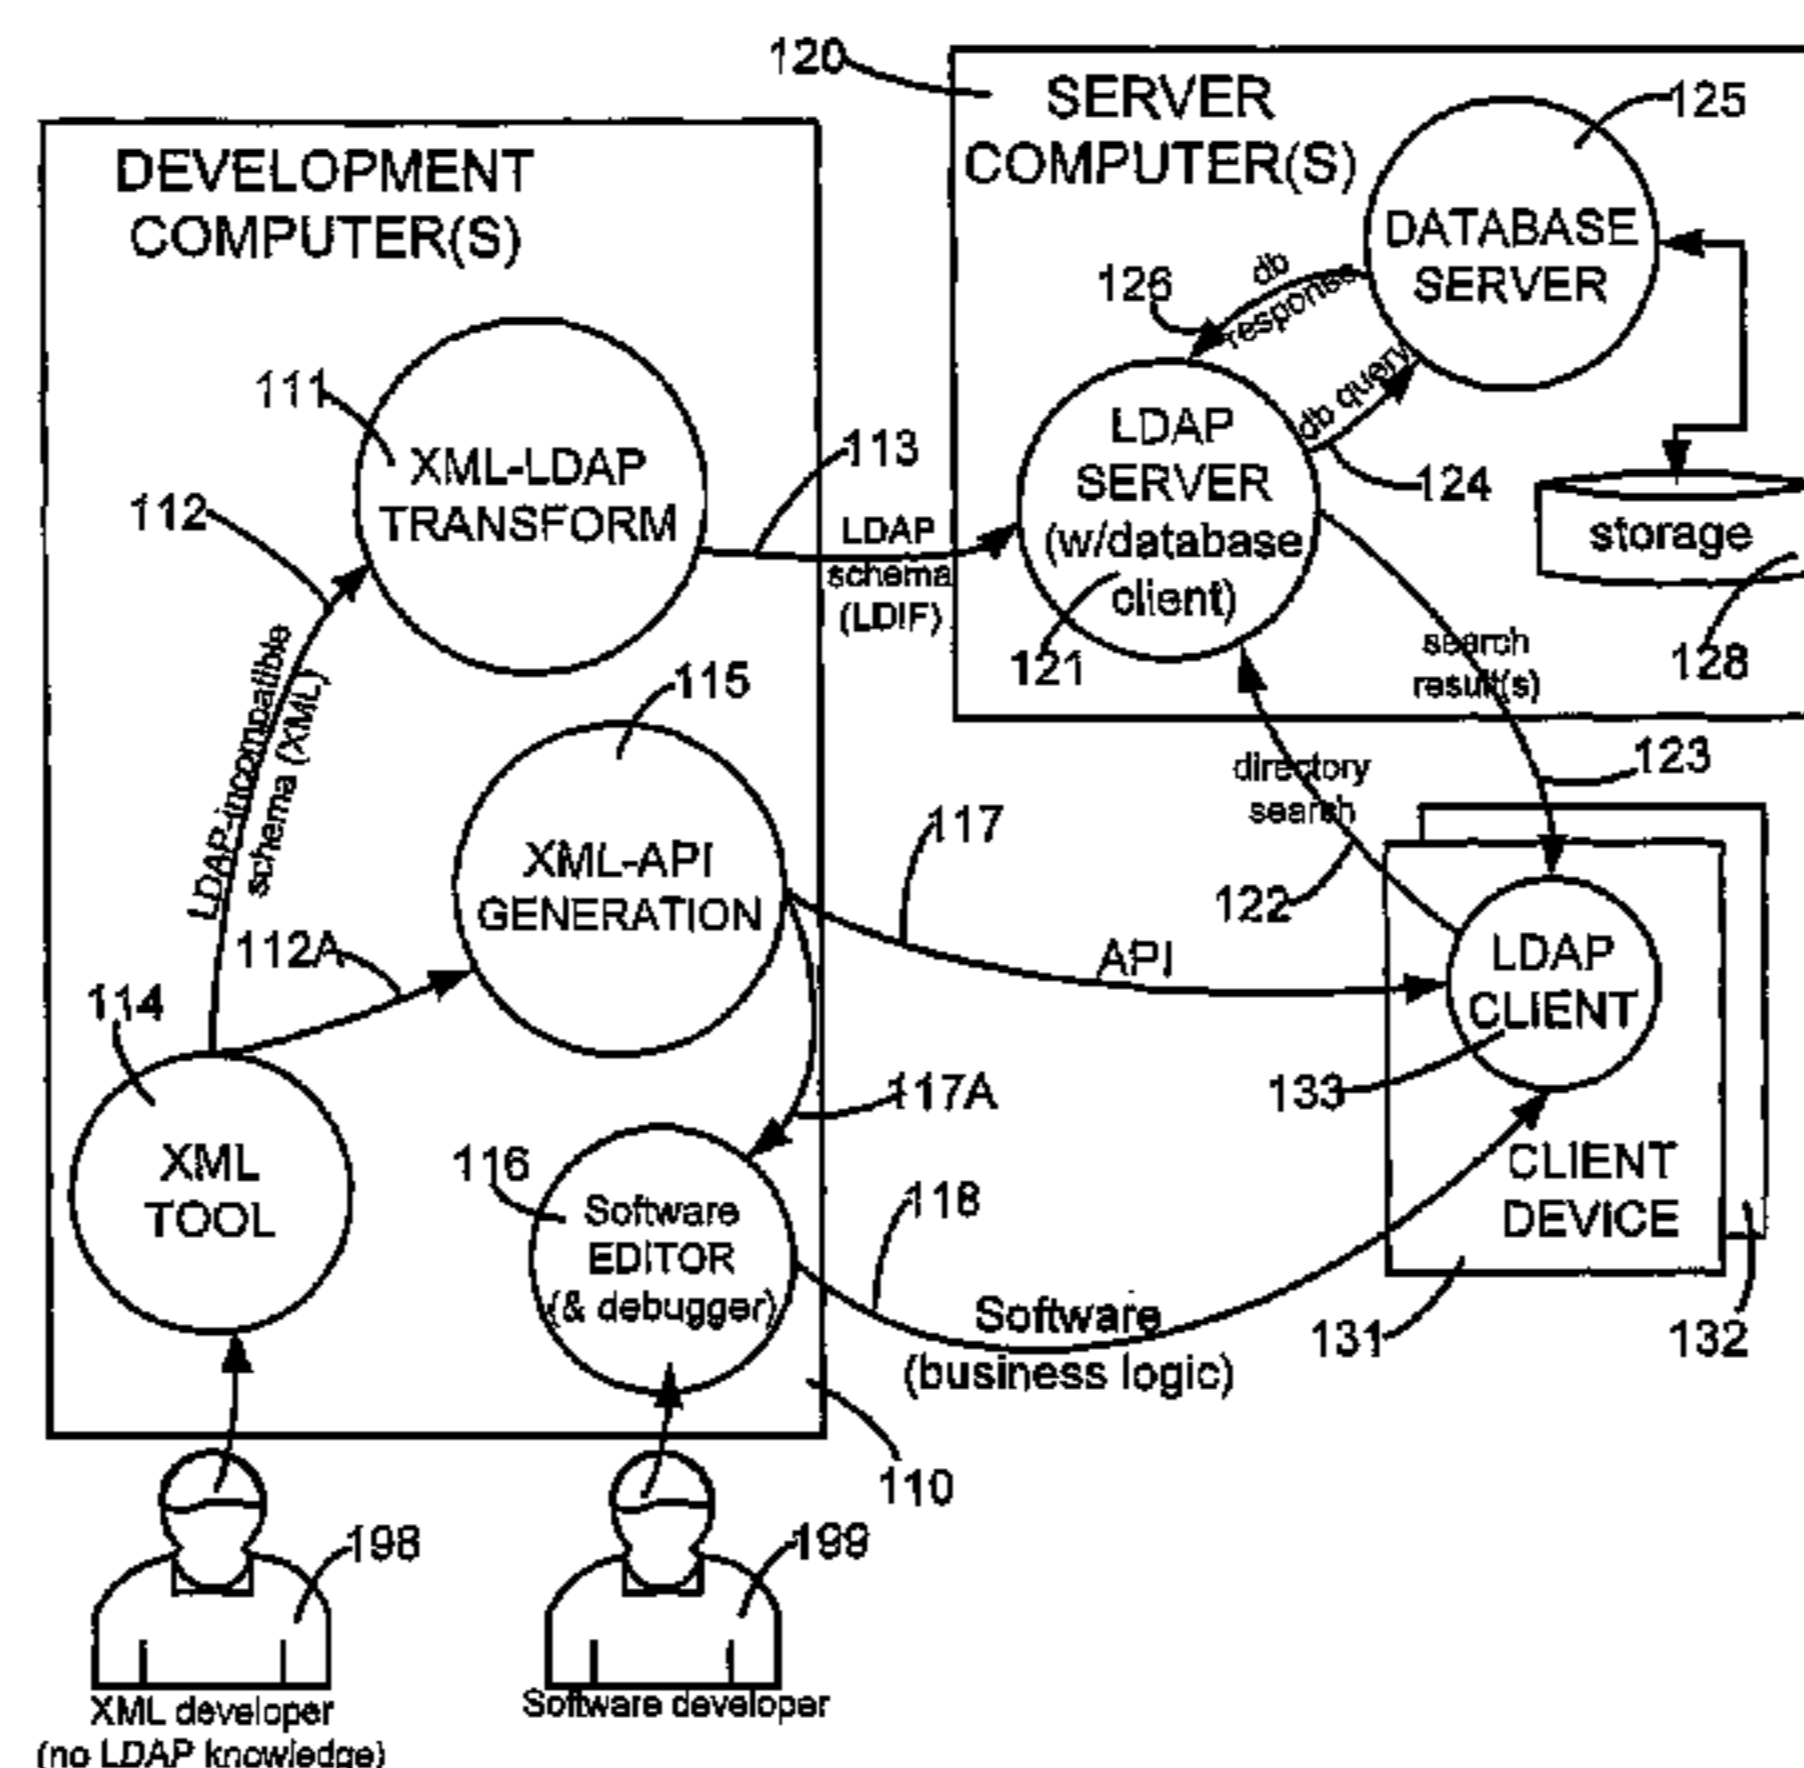 120
SERVER
COMPUTER(S)
125
DATABASE
SERVER
126
db
response
db query
124
LDAP
SERVER
(w/database
client)
121
storage
128
DEVELOPMENT
COMPUTER(S)
111
XML-LDAP
TRANSFORM
112
113
LDAP
schema
(LDIF)
LDAP-incompatible
schema (XML)
115
XML-API
GENERATION
112A
114
XML
TOOL
117
API
117A
116
Software
EDITOR
(& debugger)
118
Software
(business logic)
110
search
result(s)
123
directory
search
122
LDAP
CLIENT
133
CLIENT
DEVICE
131
132
198
XML developer
(no LDAP knowledge)
199
Software developer